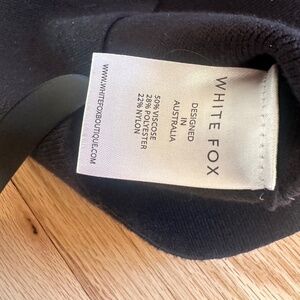 WHITE FOX
DESIGNED
IN
AUSTRALIA
50% VISCOSE
28% POLYESTER
22% NYLON
WWW.WHITEFOXBOUTIQUE.COM